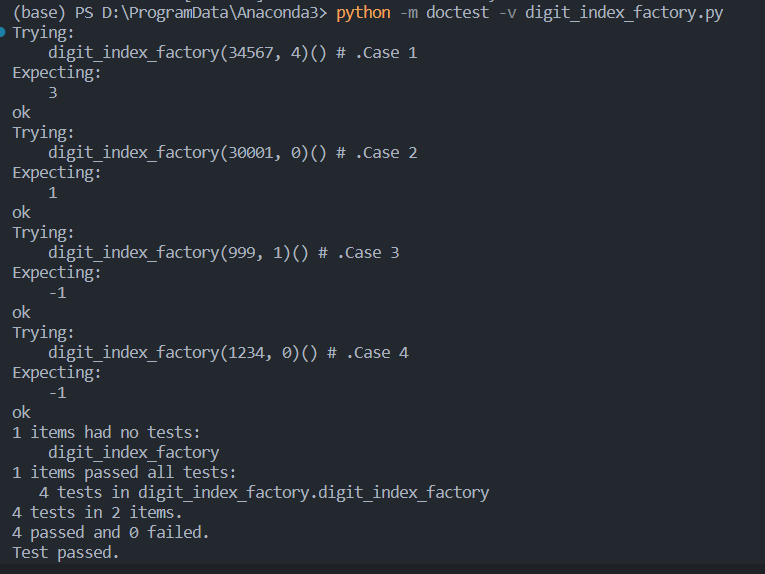 (base) PS D:\ProgramData\Anaconda3> python -m doctest -v digit_index_factory.py
Trying:
    digit_index_factory(34567, 4)() # .Case 1
Expecting:
    3
ok
Trying:
    digit_index_factory(30001, 0)() # .Case 2
Expecting:
    1
ok
Trying:
    digit_index_factory(999, 1)() # .Case 3
Expecting:
    -1
ok
Trying:
    digit_index_factory(1234, 0)() # .Case 4
Expecting:
    -1
ok
1 items had no tests:
    digit_index_factory
1 items passed all tests:
   4 tests in digit_index_factory.digit_index_factory
4 tests in 2 items.
4 passed and 0 failed.
Test passed.